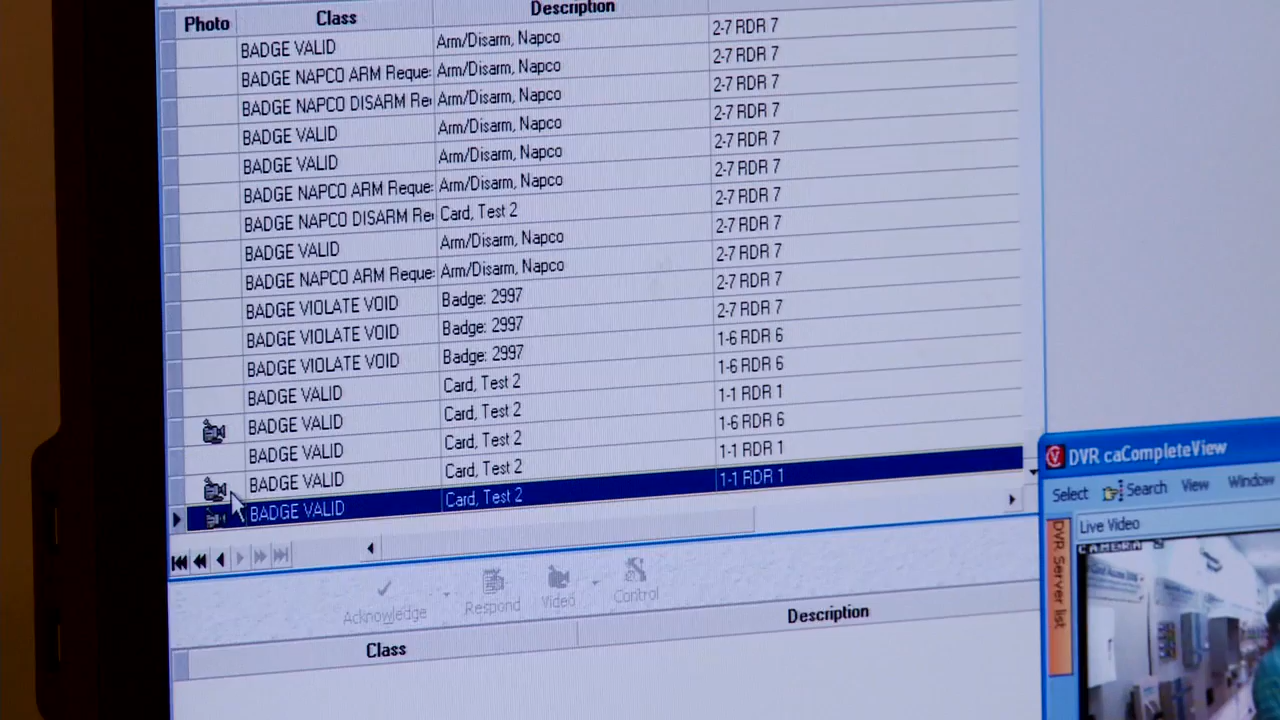 Photo Class Description
BADGE VALID Arm/Disarm, Napco 2-7 RDR 7
BADGE NAPCO ARM Reque: Arm/Disarm, Napco 2-7 RDR 7
BADGE NAPCO DISARM Re Arm/Disarm, Napco 2-7 RDR 7
BADGE VALID Arm/Disarm, Napco 2-7 RDR 7
BADGE VALID Arm/Disarm, Napco 2-7 RDR 7
BADGE NAPCO ARM Reque: Arm/Disarm, Napco 2-7 RDR 7
BADGE NAPCO DISARM Re Card, Test 2 2-7 RDR 7
BADGE VALID Arm/Disarm, Napco 2-7 RDR 7
BADGE NAPCO ARM Reque: Arm/Disarm, Napco 2-7 RDR 7
BADGE VIOLATE VOID Badge: 2997 2-7 RDR 7
BADGE VIOLATE VOID Badge: 2997 2-7 RDR 7
BADGE VIOLATE VOID Badge: 2997 1-6 RDR 6
BADGE VALID Card, Test 2 1-6 RDR 6
BADGE VALID Card, Test 2 1-1 RDR 1
BADGE VALID Card, Test 2 1-6 RDR 6
BADGE VALID Card, Test 2 1-1 RDR 1
BADGE VALID Card, Test 2 1-1 RDR 1
Acknowledge Respond Video Control
Class Description
DVR caCompleteView
Select Search View Window
DVR Server list
Live Video
CAMERA 2